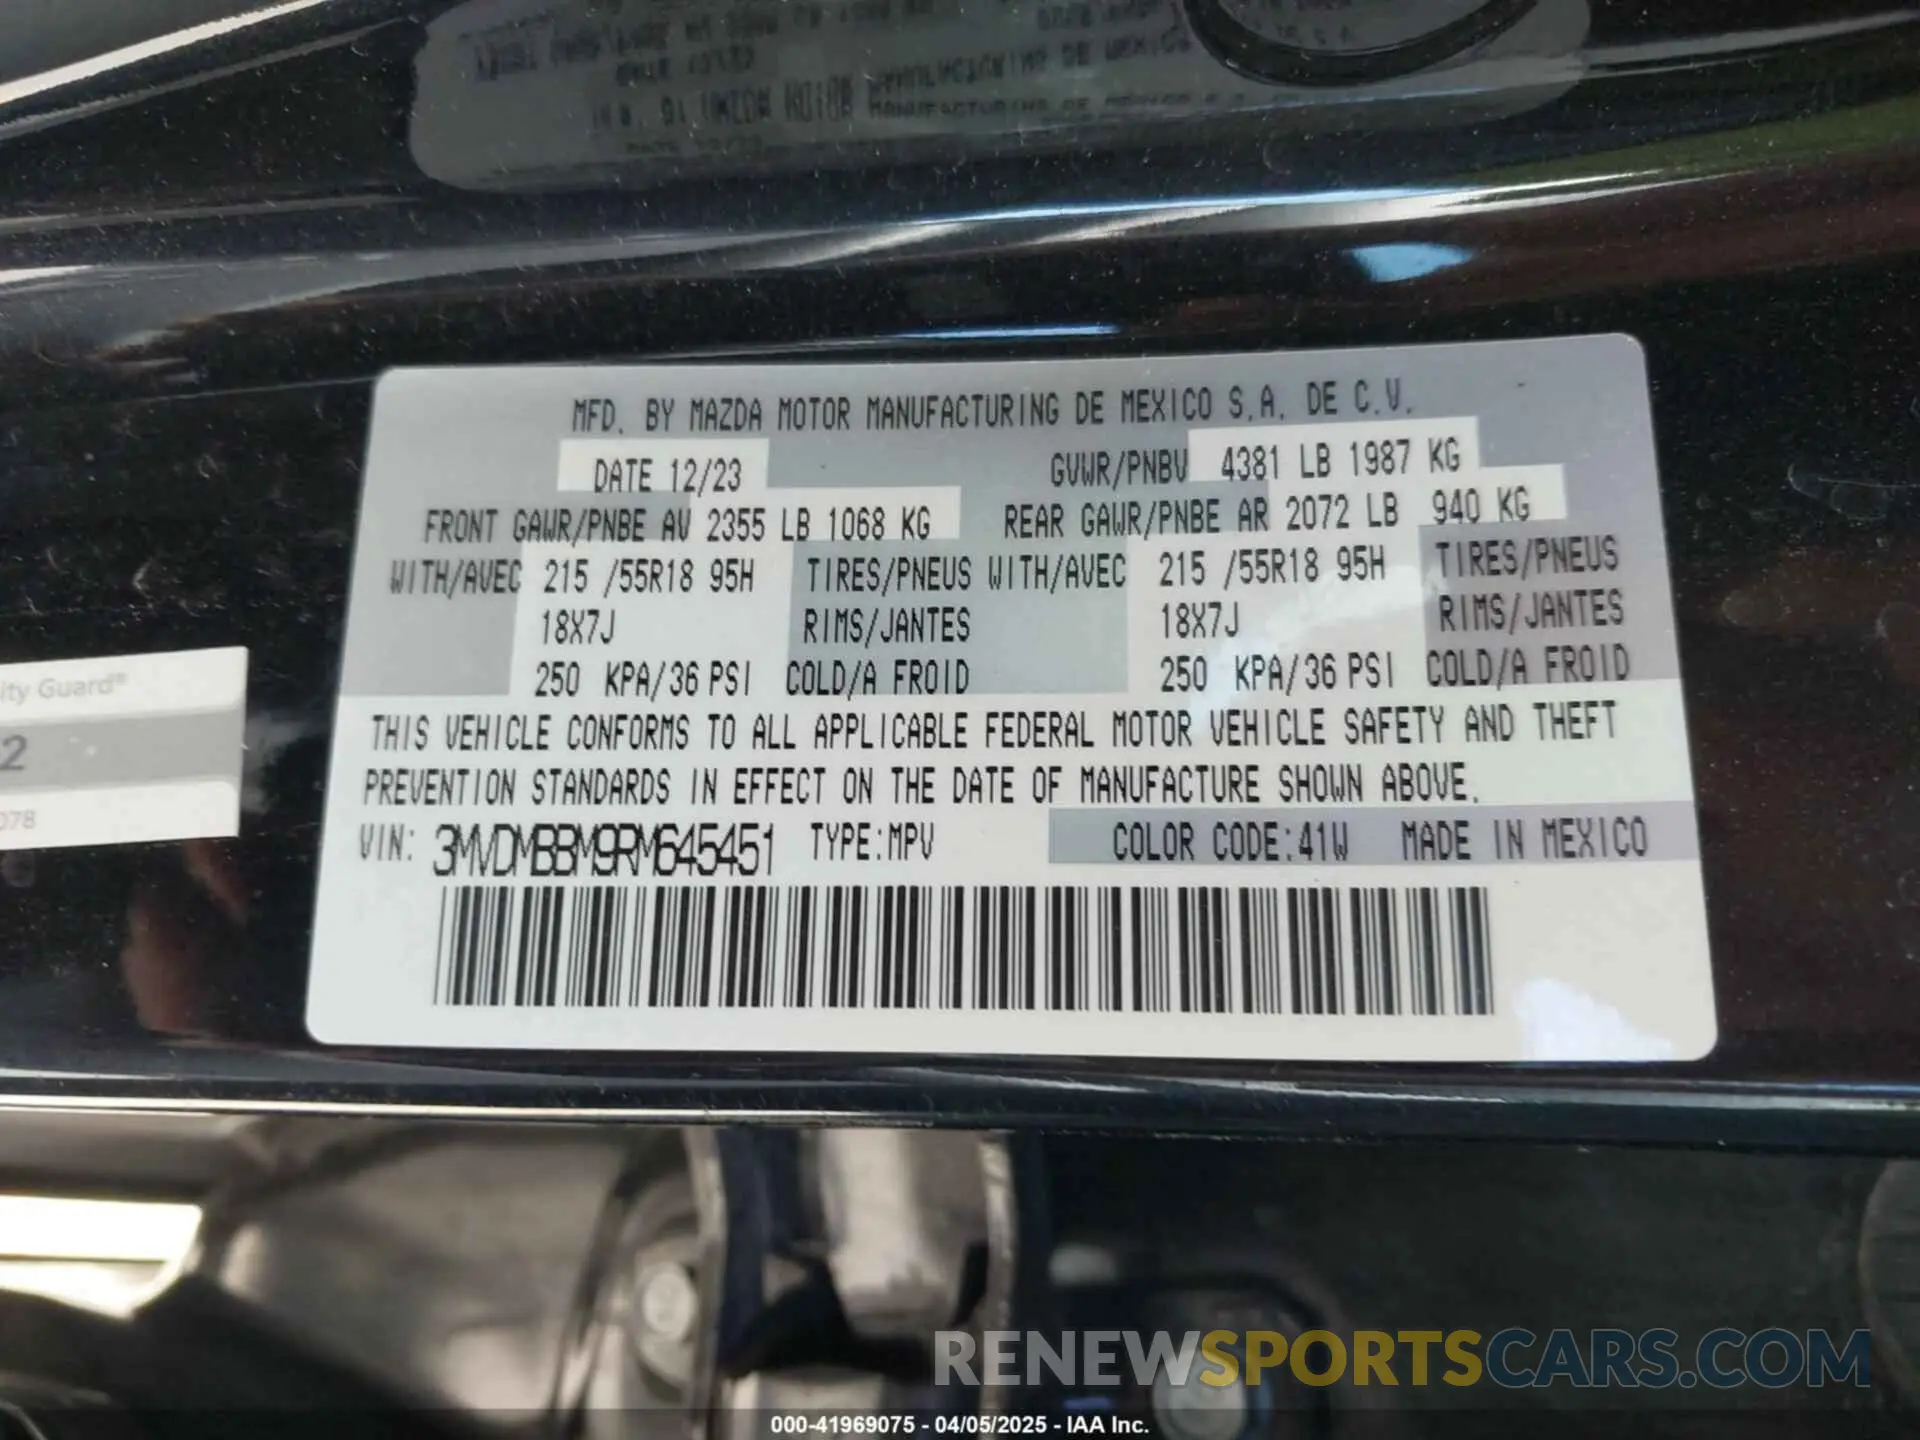 MFD. BY MAZDA MOTOR MANUFACTURING DE MEXICO S.A. DE C.V.
DATE 12/23 GVWR/PNBV 4381 LB 1987 KG
FRONT GAWR/PNBE AV 2355 LB 1068 KG REAR GAWR/PNBE AR 2072 LB 940 KG
WITH/AVEC 215 /55R18 95H TIRES/PNEUS WITH/AVEC 215 /55R18 95H TIRES/PNEUS
18X7J RIMS/JANTES 18X7J RIMS/JANTES
250 KPA/36 PSI COLD/A FROID 250 KPA/36 PSI COLD/A FROID
THIS VEHICLE CONFORMS TO ALL APPLICABLE FEDERAL MOTOR VEHICLE SAFETY AND THEFT
PREVENTION STANDARDS IN EFFECT ON THE DATE OF MANUFACTURE SHOWN ABOVE.
VIN: 3MVDMBBM9RM645451 TYPE:MPV COLOR CODE:41W MADE IN MEXICO
ity Guard®
2
078
RENEWSPORTSCARS.COM
000-41969075 - 04/05/2025 - IAA Inc.